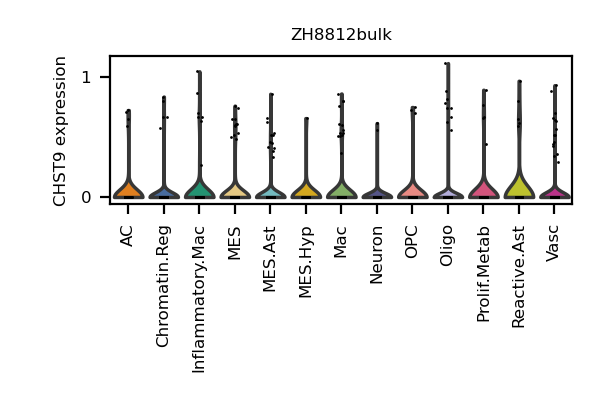 ZH8812bulk
CHST9 expression
1
0
AC
Chromatin.Reg
Inflammatory.Mac
MES
MES.Ast
MES.Hyp
Mac
Neuron
OPC
Oligo
Prolif.Metab
Reactive.Ast
Vasc